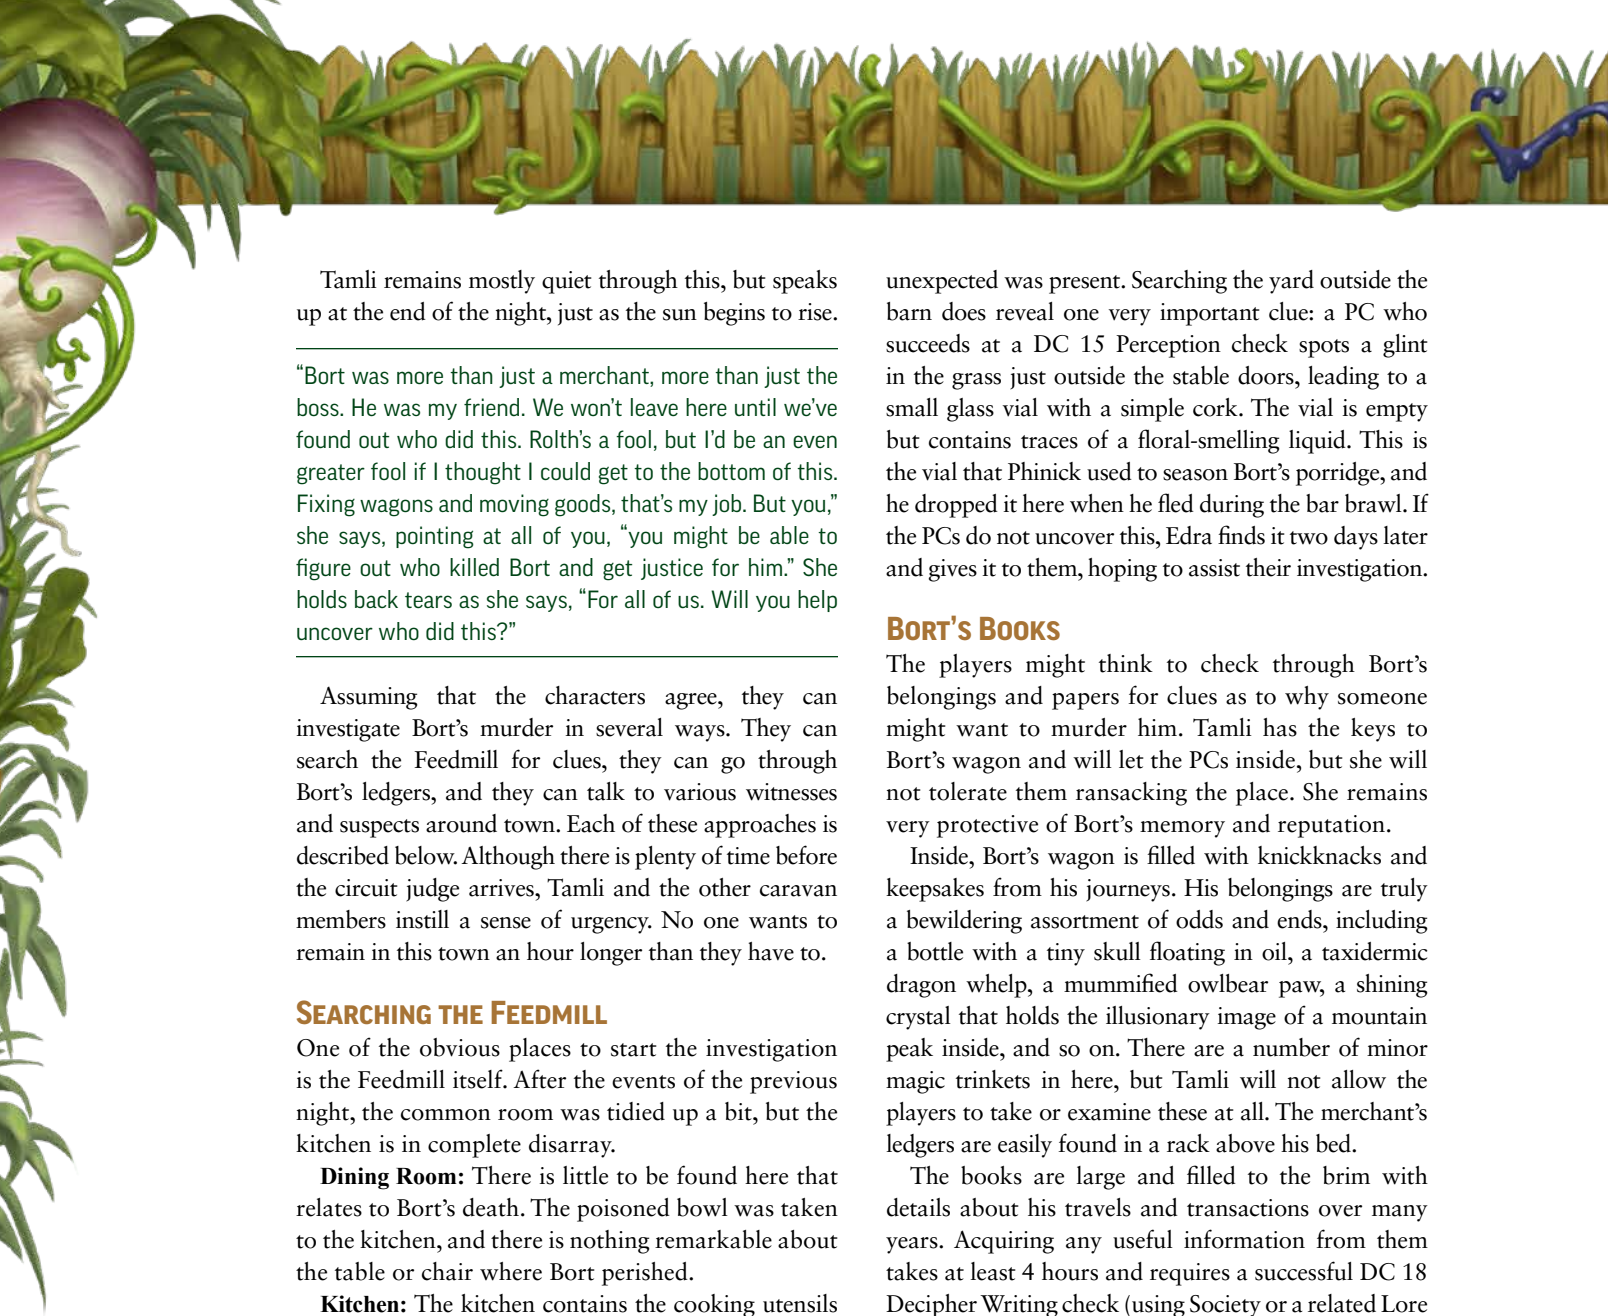 Tamli remains mostly quiet through this, but speaks
up at the end of the night, just as the sun begins to rise.
“Bort was more than just a merchant, more than just the
boss. He was my friend. We won’t leave here until we’ve
found out who did this. Rolth’s a fool, but I’d be an even
greater fool if I thought I could get to the bottom of this.
Fixing wagons and moving goods, that’s my job. But you,”
she says, pointing at all of you, “you might be able to
figure out who killed Bort and get justice for him.” She
holds back tears as she says, “For all of us. Will you help
uncover who did this?”
Assuming that the characters agree, they can
investigate Bort’s murder in several ways. They can
search the Feedmill for clues, they can go through
Bort’s ledgers, and they can talk to various witnesses
and suspects around town. Each of these approaches is
described below. Although there is plenty of time before
the circuit judge arrives, Tamli and the other caravan
members instill a sense of urgency. No one wants to
remain in this town an hour longer than they have to.
Searching the Feedmill
One of the obvious places to start the investigation
is the Feedmill itself. After the events of the previous
night, the common room was tidied up a bit, but the
kitchen is in complete disarray.
Dining Room: There is little to be found here that
relates to Bort’s death. The poisoned bowl was taken
to the kitchen, and there is nothing remarkable about
the table or chair where Bort perished.
Kitchen: The kitchen contains the cooking utensils
unexpected was present. Searching the yard outside the
barn does reveal one very important clue: a PC who
succeeds at a DC 15 Perception check spots a glint
in the grass just outside the stable doors, leading to a
small glass vial with a simple cork. The vial is empty
but contains traces of a floral-smelling liquid. This is
the vial that Phinick used to season Bort’s porridge, and
he dropped it here when he fled during the bar brawl. If
the PCs do not uncover this, Edra finds it two days later
and gives it to them, hoping to assist their investigation.
Bort’s Books
The players might think to check through Bort’s
belongings and papers for clues as to why someone
might want to murder him. Tamli has the keys to
Bort’s wagon and will let the PCs inside, but she will
not tolerate them ransacking the place. She remains
very protective of Bort’s memory and reputation.
Inside, Bort’s wagon is filled with knickknacks and
keepsakes from his journeys. His belongings are truly
a bewildering assortment of odds and ends, including
a bottle with a tiny skull floating in oil, a taxidermic
dragon whelp, a mummified owlbear paw, a shining
crystal that holds the illusionary image of a mountain
peak inside, and so on. There are a number of minor
magic trinkets in here, but Tamli will not allow the
players to take or examine these at all. The merchant’s
ledgers are easily found in a rack above his bed.
The books are large and filled to the brim with
details about his travels and transactions over many
years. Acquiring any useful information from them
takes at least 4 hours and requires a successful DC 18
Decipher Writing check (using Society or a related Lore